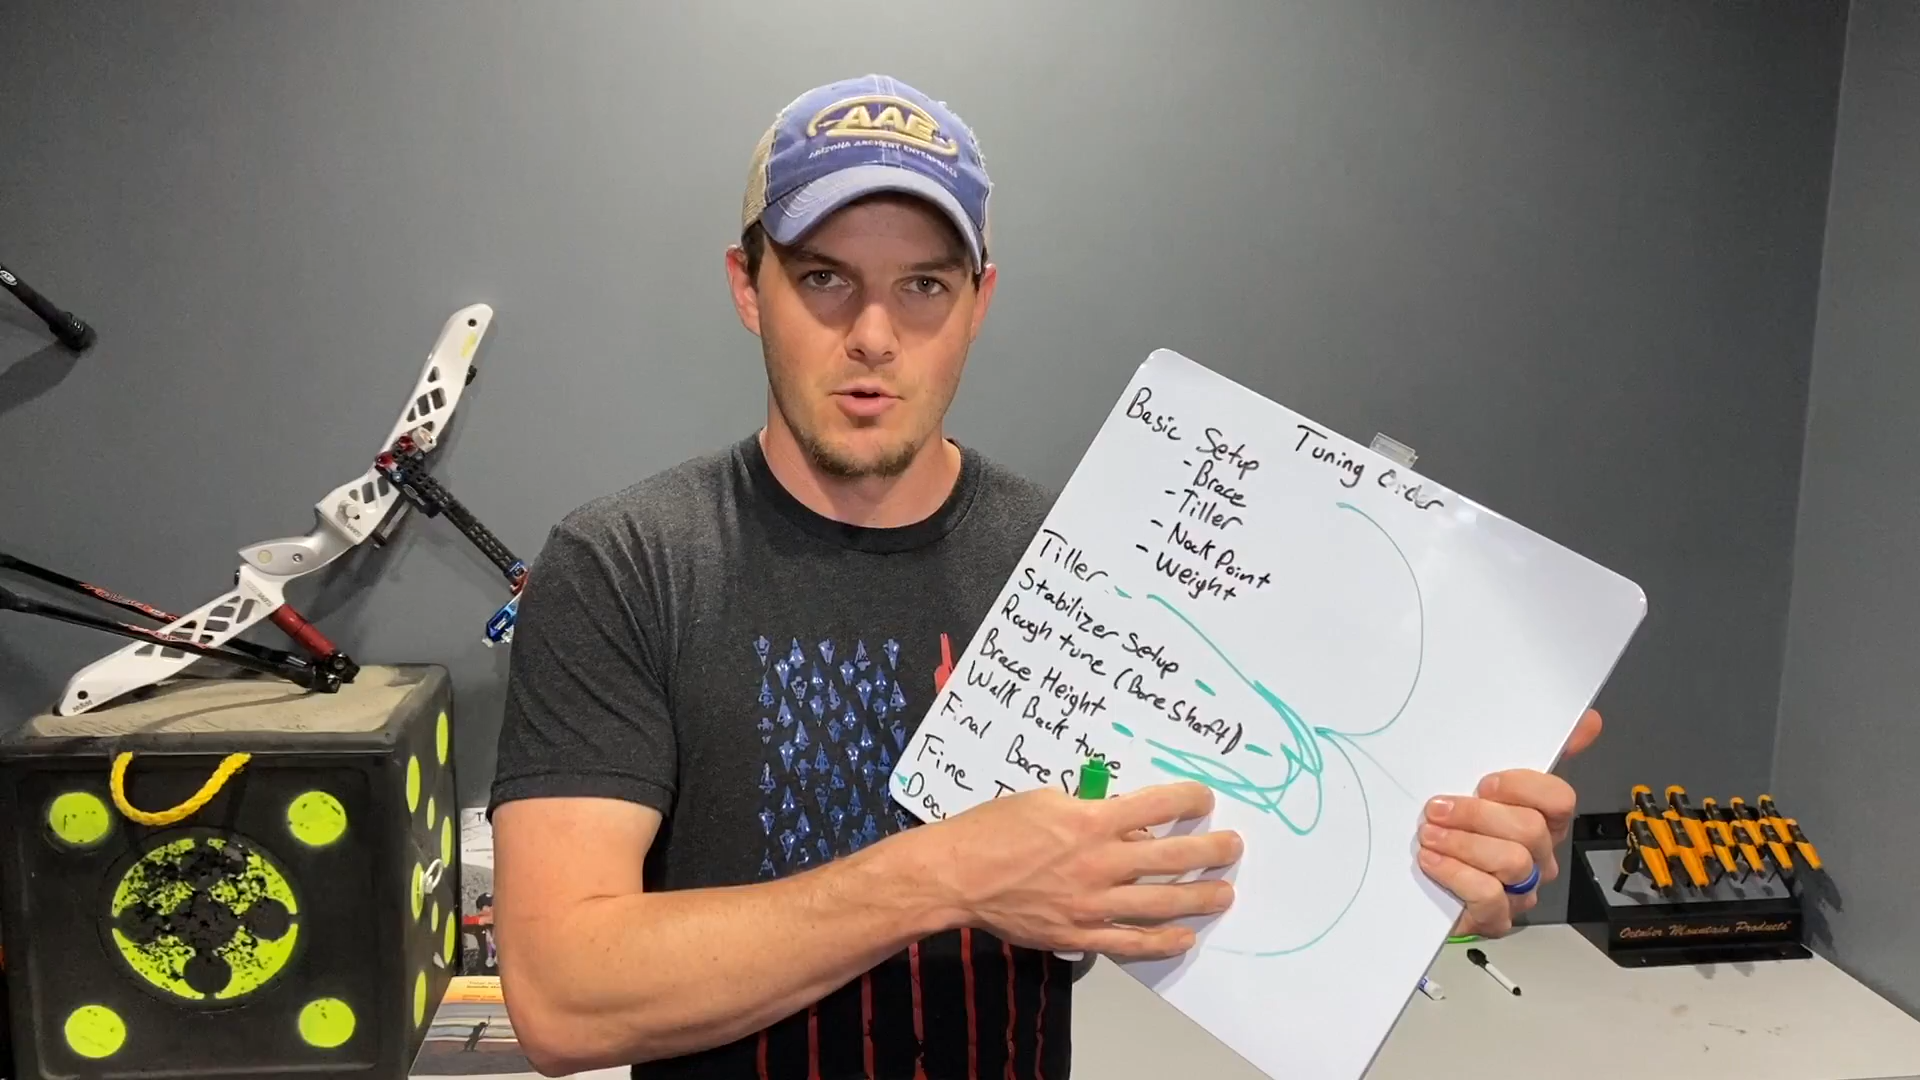 AAE
ARIZONA ARCHERY ENTERPRISES
Tuning Order
Basic Setup
- Brace
- Tiller
- Nock Point
- Weight
Tiller
Stabilizer Setup
Rough tune (Bare Shaft)
Brace Height
Walk Back tune
Final Bare
Fine
October Mountain Products